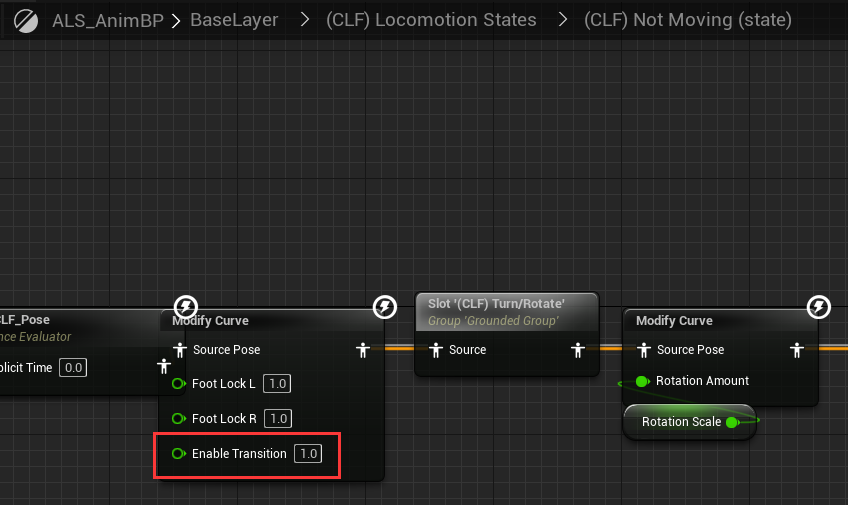 ALS_AnimBP > BaseLayer > (CLF) Locomotion States > (CLF) Not Moving (state)
CLF_Pose
nce Evaluator
plicit Time 0.0
Modify Curve
Source Pose
Foot Lock L 1.0
Foot Lock R 1.0
Enable Transition 1.0
Slot '(CLF) Turn/Rotate'
Group 'Grounded Group'
Source
Modify Curve
Source Pose
Rotation Amount
Rotation Scale